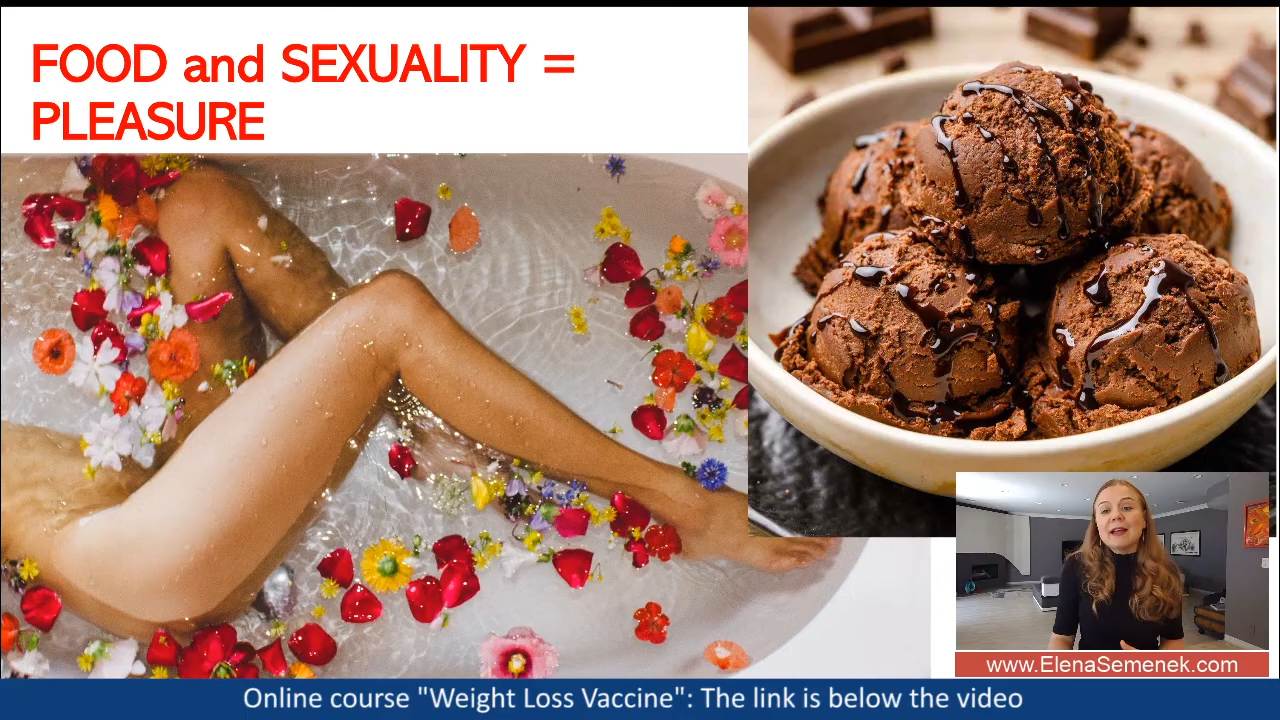 FOOD and SEXUALITY =
PLEASURE
www.ElenaSemenek.com
Online course "Weight Loss Vaccine": The link is below the video